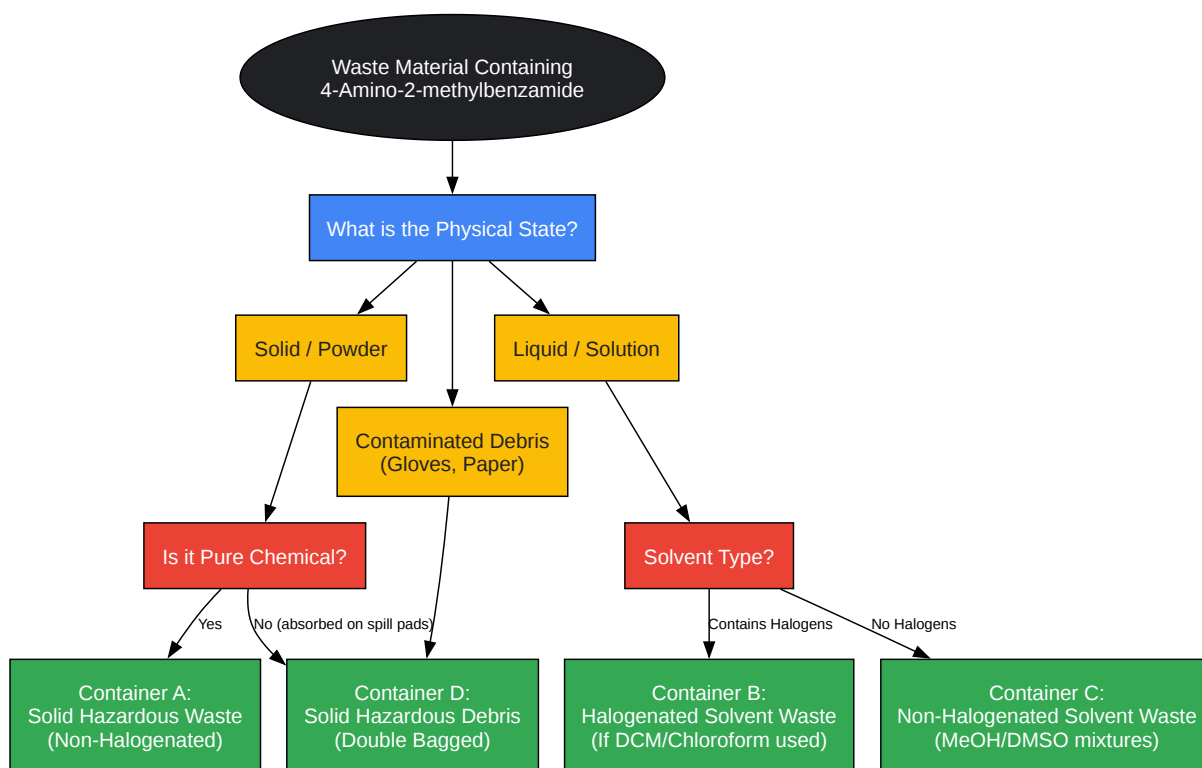 Waste Material Containing
4-Amino-2-methylbenzamide
What is the Physical State?
Solid / Powder
Liquid / Solution
Contaminated Debris
(Gloves, Paper)
Is it Pure Chemical?
Solvent Type?
Yes
No (absorbed on spill pads)
Contains Halogens
No Halogens
Container A:
Solid Hazardous Waste
(Non-Halogenated)
Container D:
Solid Hazardous Debris
(Double Bagged)
Container B:
Halogenated Solvent Waste
(If DCM/Chloroform used)
Container C:
Non-Halogenated Solvent Waste
(MeOH/DMSO mixtures)